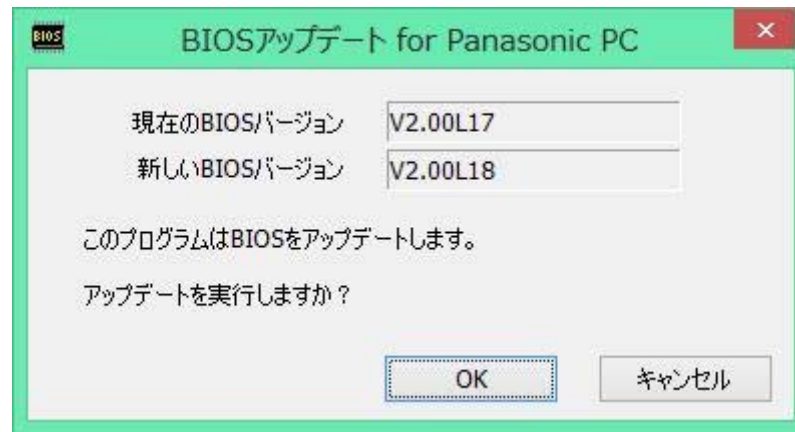 BIOS
BIOSアップデート for Panasonic PC
現在のBIOSバージョン V2.00L17
新しいBIOSバージョン V2.00L18
このプログラムはBIOSをアップデートします。
アップデートを実行しますか？
OK キャンセル